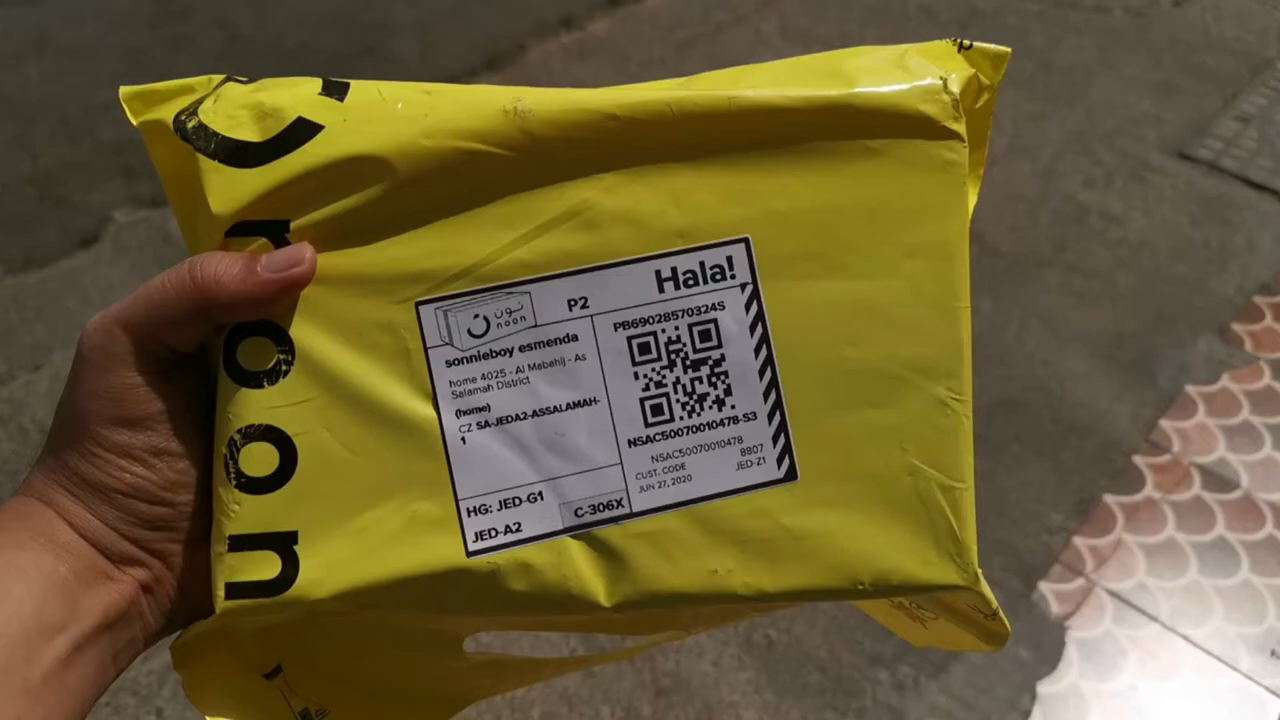 noon
Hala!
P2
نون
noon
sonnieboy esmenda
home 4025 - Al Mabahij - As
Salamah District
(home)
CZ SA-JEDA2-ASSALAMAH-
1
HG: JED-G1
JED-A2
C-306X
PB69028570324S
NSAC50070010478-S3
NSAC50070010478
CUST. CODE 8807
JUN 27, 2020 JED-Z1